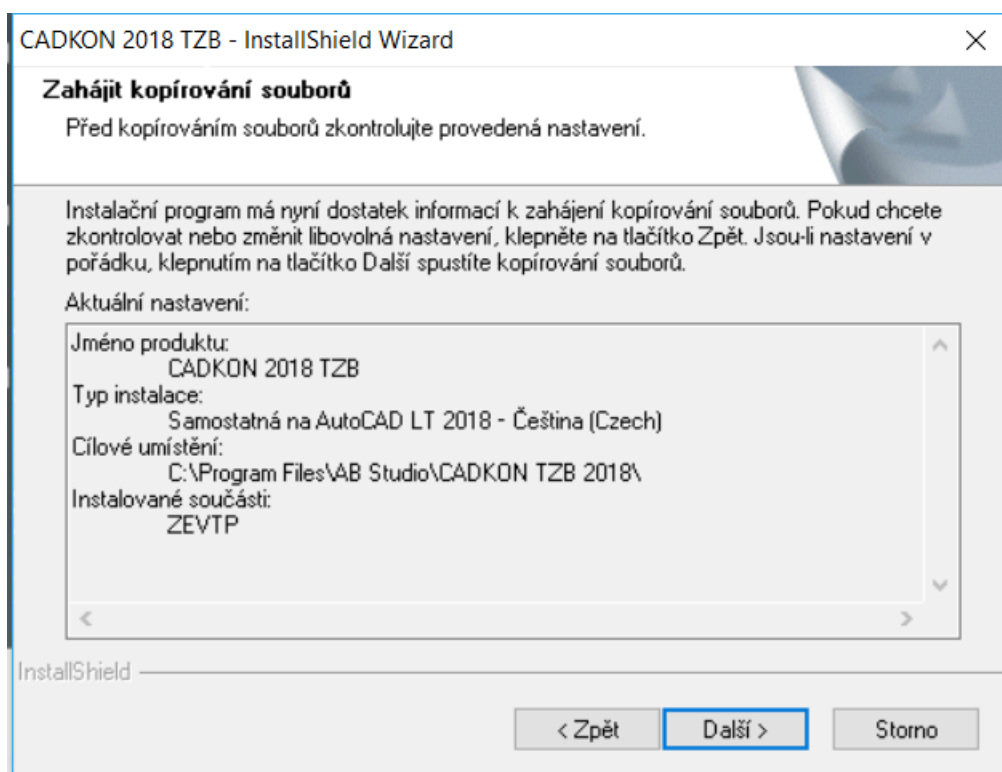 CADKON 2018 TZB - InstallShield Wizard
Zahájit kopírování souborů
Před kopírováním souborů zkontrolujte provedená nastavení.
Instalační program má nyní dostatek informací k zahájení kopírování souborů. Pokud chcete
zkontrolovat nebo změnit libovolná nastavení, klepněte na tlačítko Zpět. Jsou-li nastavení v
pořádku, klepnutím na tlačítko Další spustíte kopírování souborů.
Aktuální nastavení:
Jméno produktu:
CADKON 2018 TZB
Typ instalace:
Samostatná na AutoCAD LT 2018 - Čeština (Czech)
Cílové umístění:
C:\Program Files\AB Studio\CADKON TZB 2018\
Instalované součásti:
ZEVTP
InstallShield
< Zpět
Další >
Storno